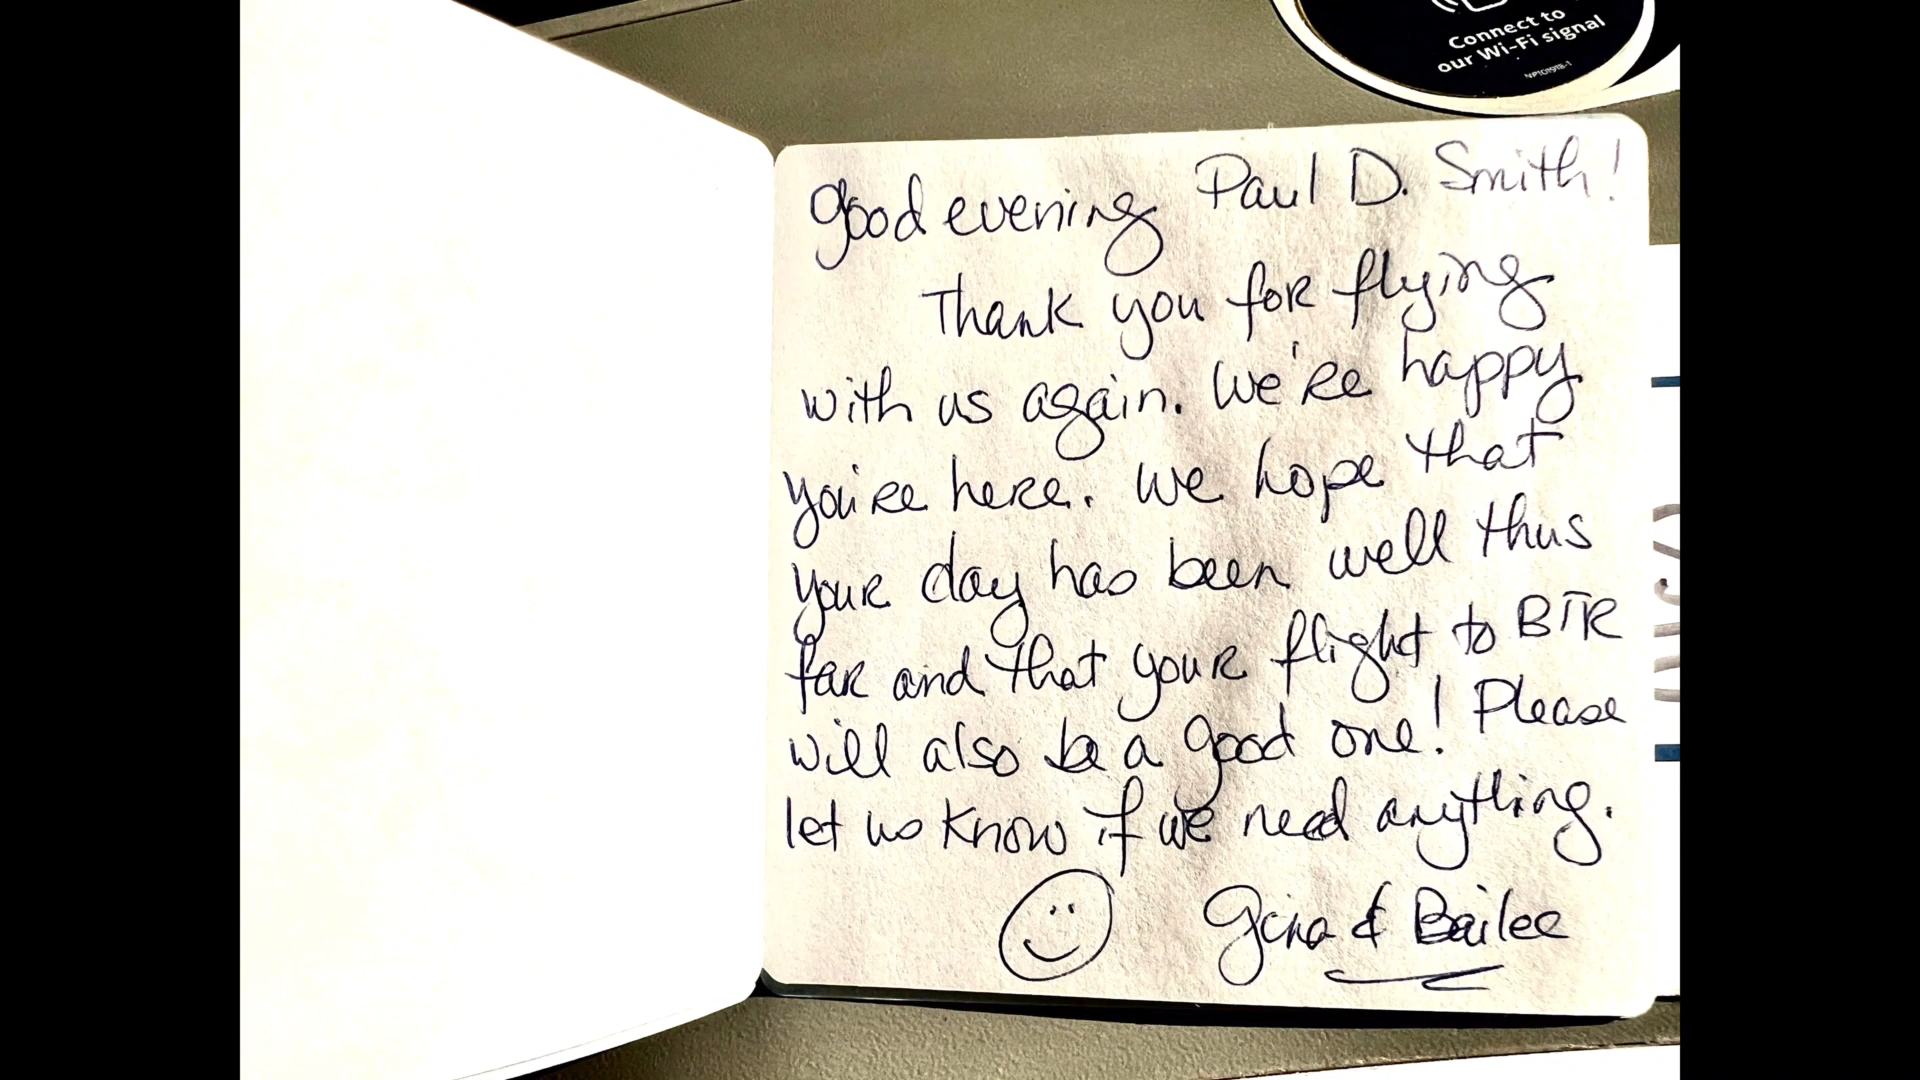 Connect to
our Wi-Fi signal
good evening Paul D. Smith!
Thank you for flying
with us again. We're happy
you're here. We hope that
your day has been well thus
far and that your flight to BTR
will also be a good one! Please
let us know if we need anything.
Gina & Bailee